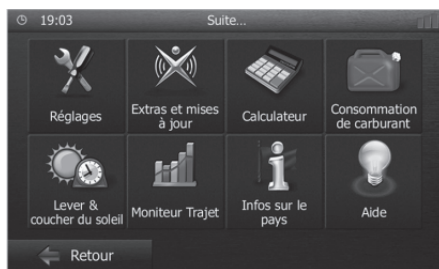 19:03 Suite...
Réglages
Extras et mises
à jour
Calculateur
Consommation
de carburant
Lever &
coucher du soleil
Moniteur Trajet
Infos sur le
pays
Aide
Retour